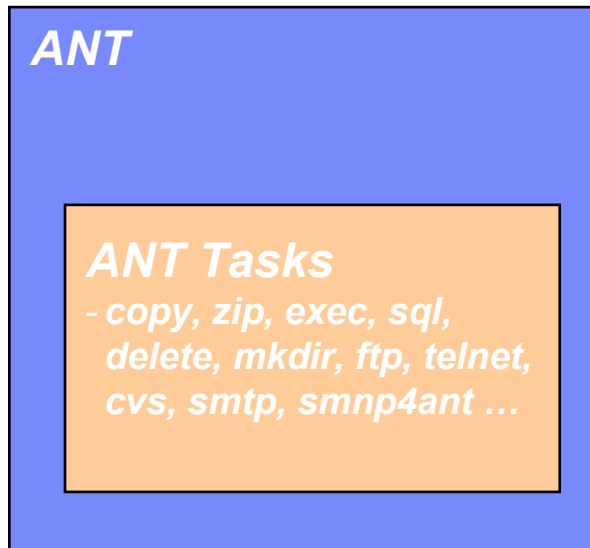 ANT
ANT Tasks
- copy, zip, exec, sql,
delete, mkdir, ftp, telnet,
cvs, smtp, smnp4ant …